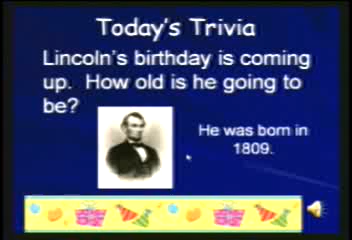 Today's Trivia
Lincoln's birthday is coming
up. How old is he going to
be?
He was born in
1809.